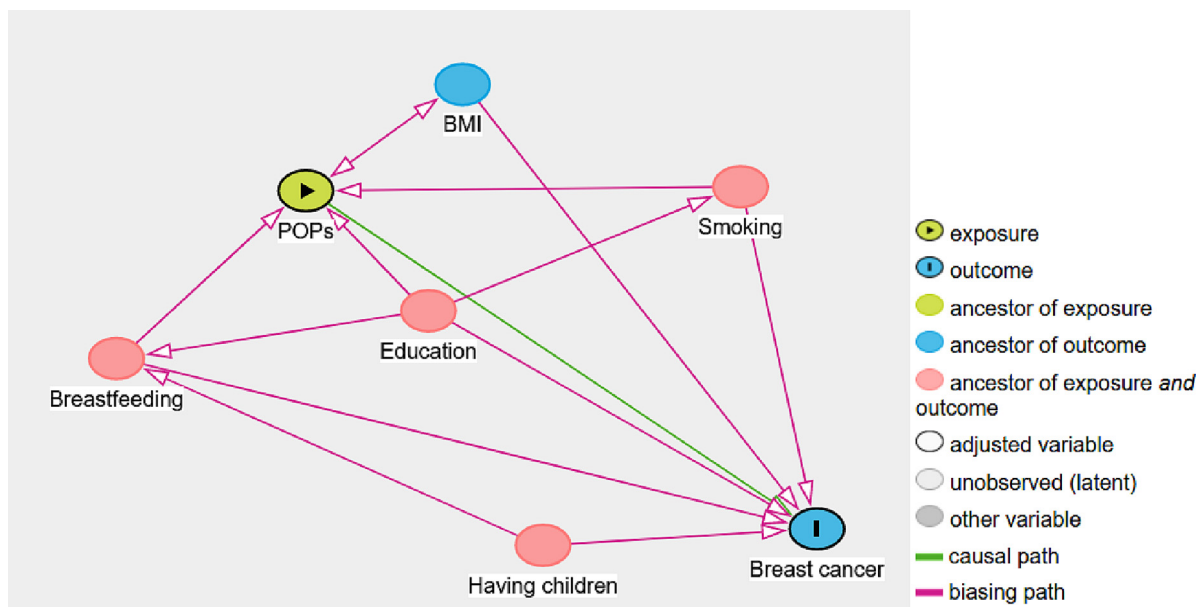 BMI
POPs
Smoking
Education
Breastfeeding
Having children
Breast cancer
exposure
outcome
ancestor of exposure
ancestor of outcome
ancestor of exposure and
outcome
adjusted variable
unobserved (latent)
other variable
causal path
biasing path